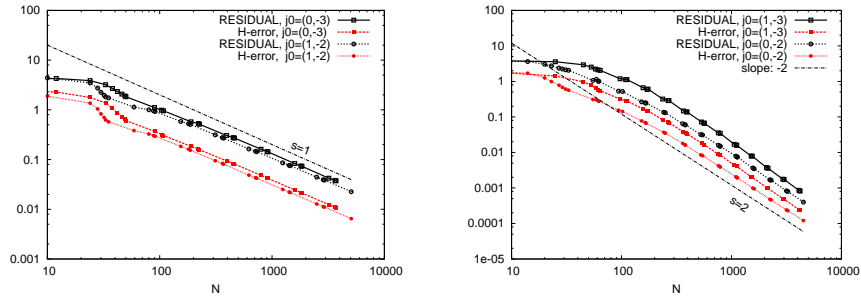 100
10
1
0.1
0.01
0.001
10
100
1000
10000
N
RESIDUAL, j0=(0,-3)
H-error, j0=(0,-3)
RESIDUAL, j0=(1,-2)
H-error, j0=(1,-2)
s=1
100
10
1
0.1
0.01
0.001
0.0001
1e-05
10
100
1000
10000
N
RESIDUAL, j0=(1,-3)
H-error, j0=(1,-3)
RESIDUAL, j0=(0,-2)
H-error, j0=(0,-2)
slope: -2
s=2